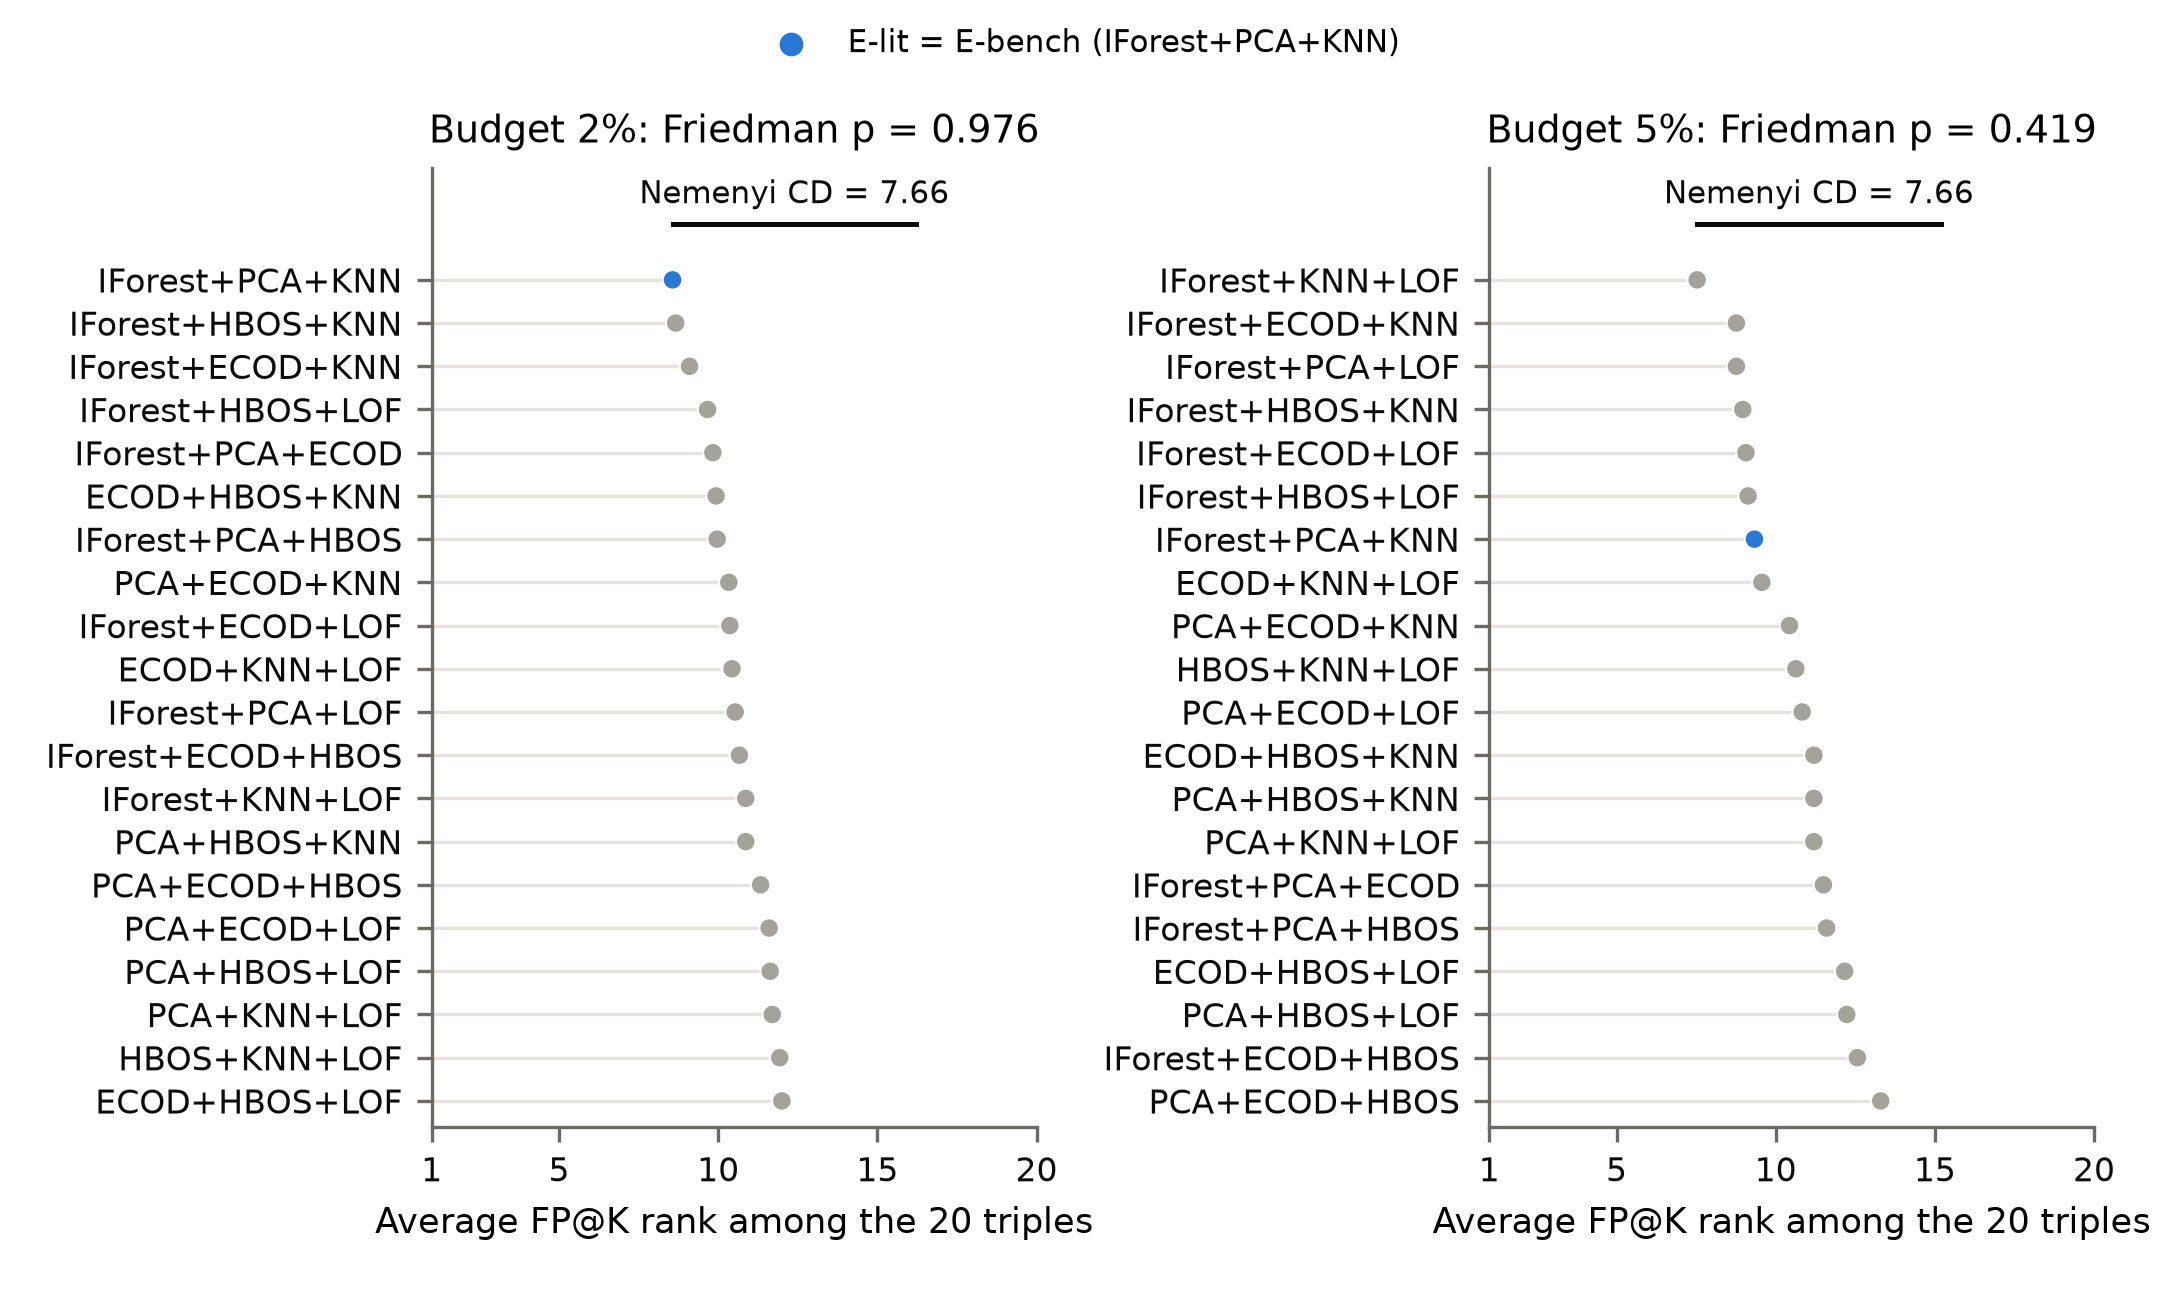 E-lit = E-bench (IForest+PCA+KNN)
Budget 2%: Friedman p = 0.976
Nemenyi CD = 7.66
IForest+PCA+KNN
IForest+HBOS+KNN
IForest+ECOD+KNN
IForest+HBOS+LOF
IForest+PCA+ECOD
ECOD+HBOS+KNN
IForest+PCA+HBOS
PCA+ECOD+KNN
IForest+ECOD+LOF
ECOD+KNN+LOF
IForest+PCA+LOF
IForest+ECOD+HBOS
IForest+KNN+LOF
PCA+HBOS+KNN
PCA+ECOD+HBOS
PCA+ECOD+LOF
PCA+HBOS+LOF
PCA+KNN+LOF
HBOS+KNN+LOF
ECOD+HBOS+LOF
1 5 10 15 20
Average FP@K rank among the 20 triples
Budget 5%: Friedman p = 0.419
Nemenyi CD = 7.66
IForest+KNN+LOF
IForest+ECOD+KNN
IForest+PCA+LOF
IForest+HBOS+KNN
IForest+ECOD+LOF
IForest+HBOS+LOF
IForest+PCA+KNN
ECOD+KNN+LOF
PCA+ECOD+KNN
HBOS+KNN+LOF
PCA+ECOD+LOF
ECOD+HBOS+KNN
PCA+HBOS+KNN
PCA+KNN+LOF
IForest+PCA+ECOD
IForest+PCA+HBOS
ECOD+HBOS+LOF
PCA+HBOS+LOF
IForest+ECOD+HBOS
PCA+ECOD+HBOS
1 5 10 15 20
Average FP@K rank among the 20 triples